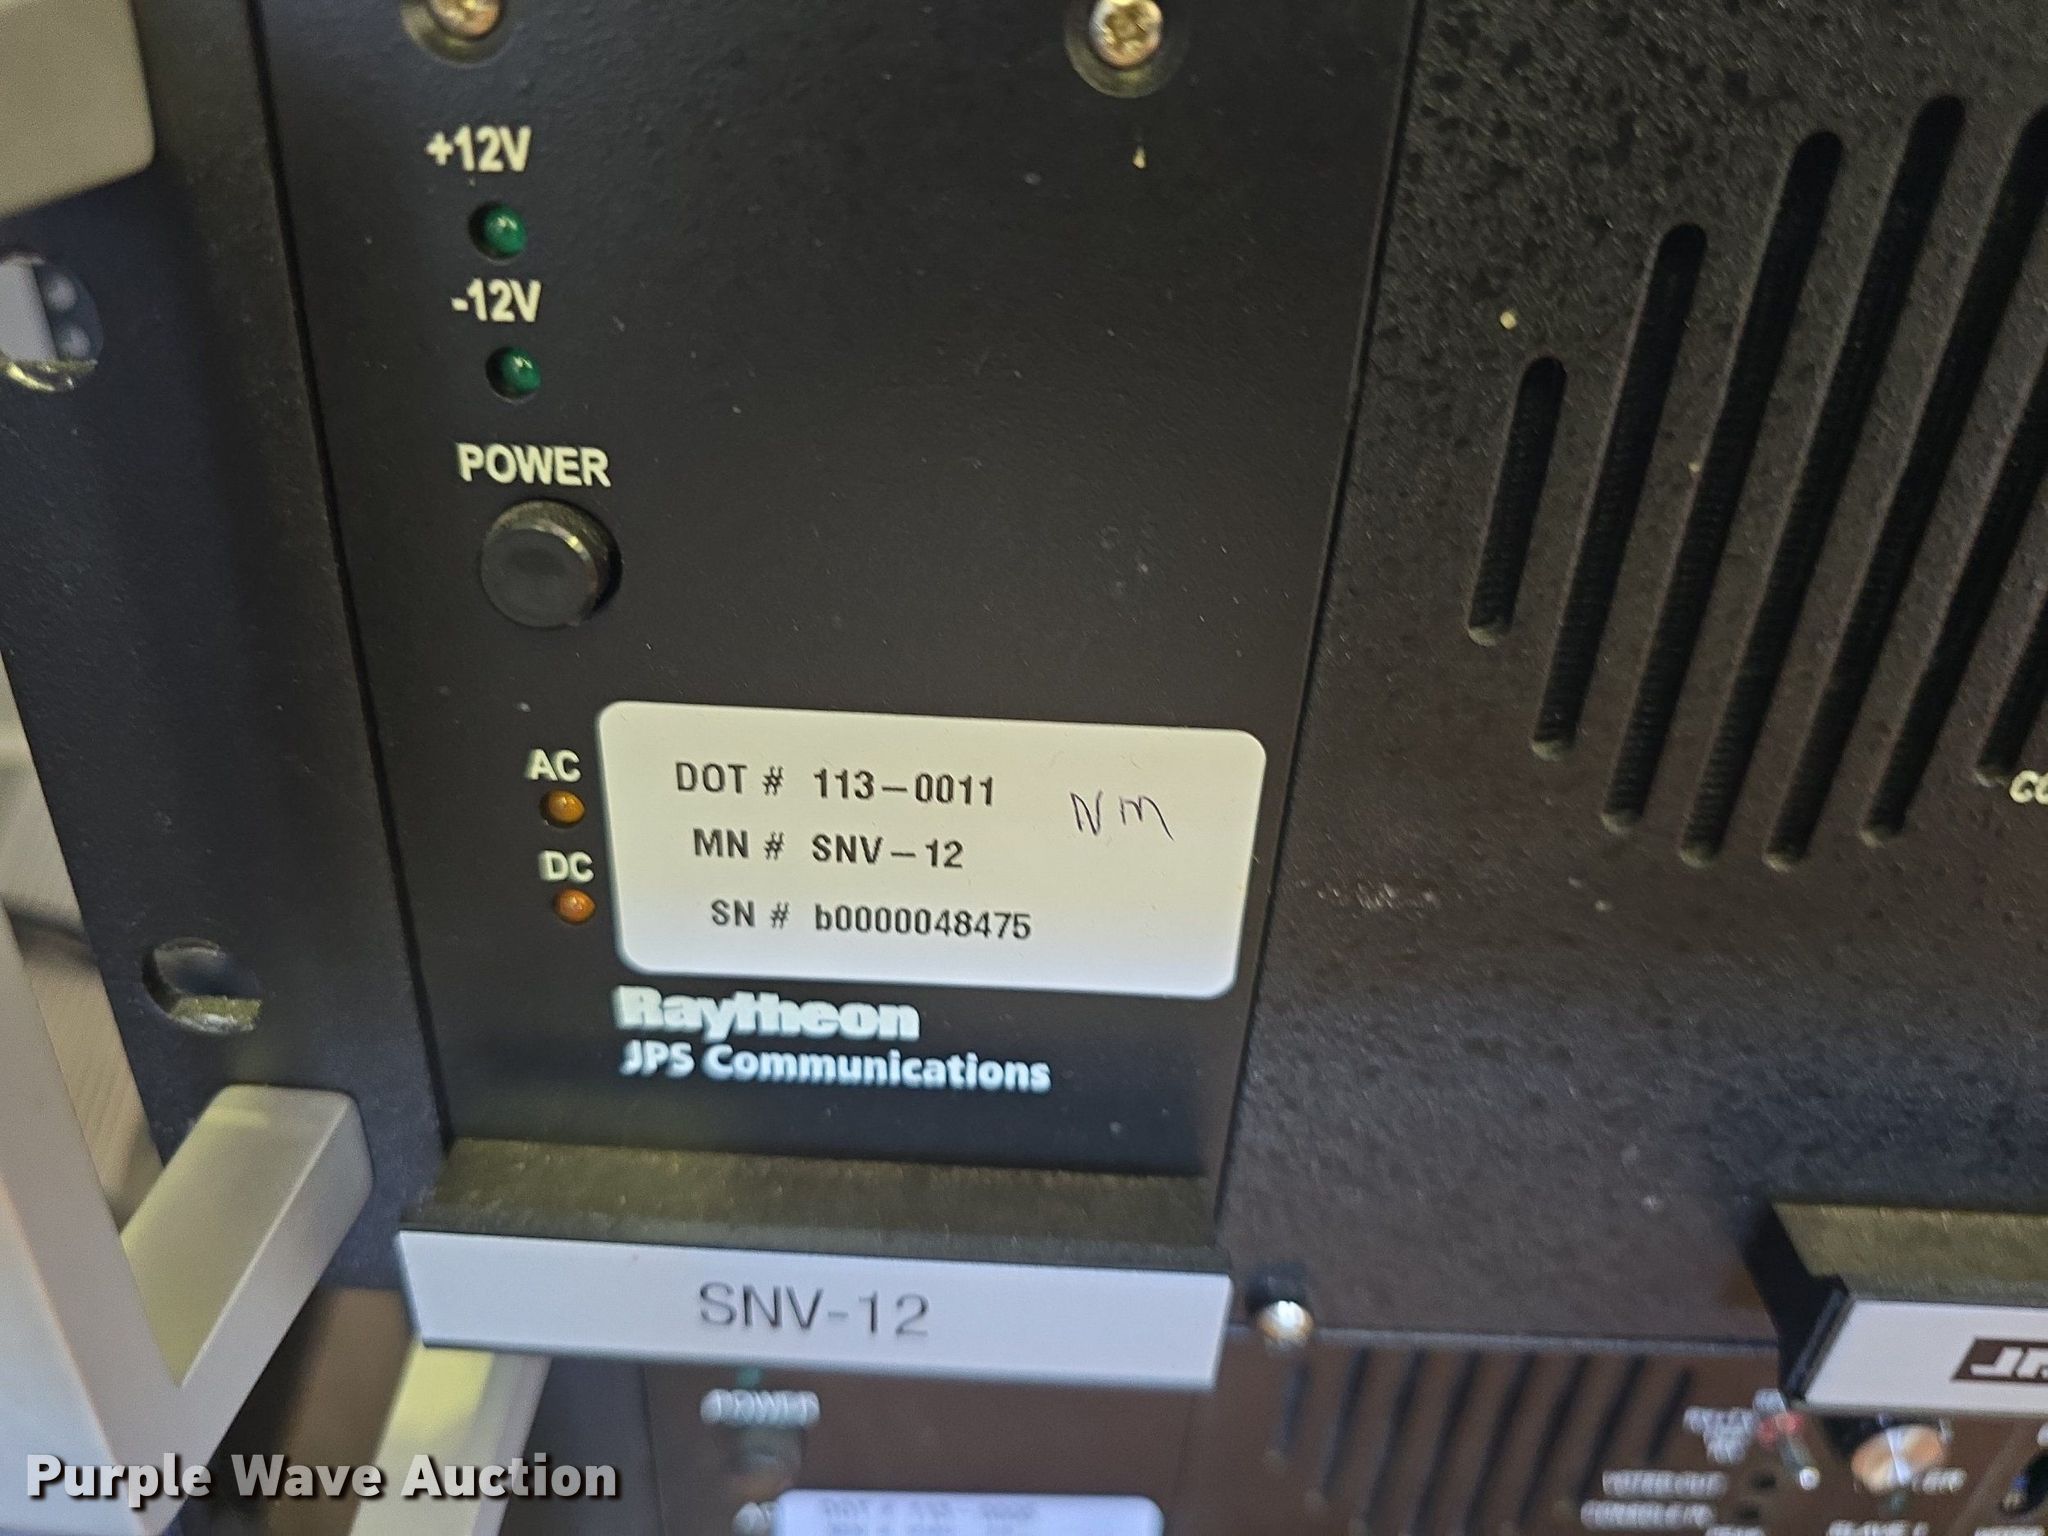 +12V
-12V
POWER
AC
DC
DOT # 113-0011
NM
MN # SNV-12
SN # b0000048475
Raytheon
JPS Communications
SNV-12
POWER
Purple Wave Auction